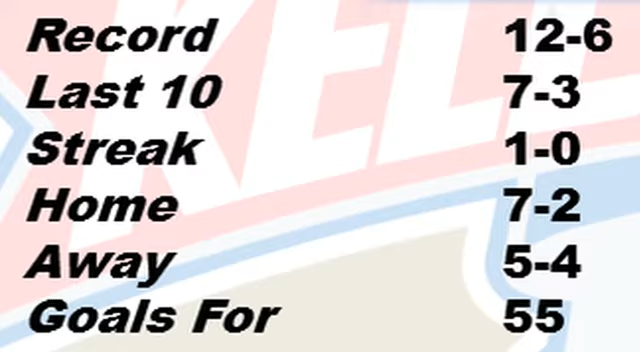 Record 12-6
Last 10 7-3
Streak 1-0
Home 7-2
Away 5-4
Goals For 55